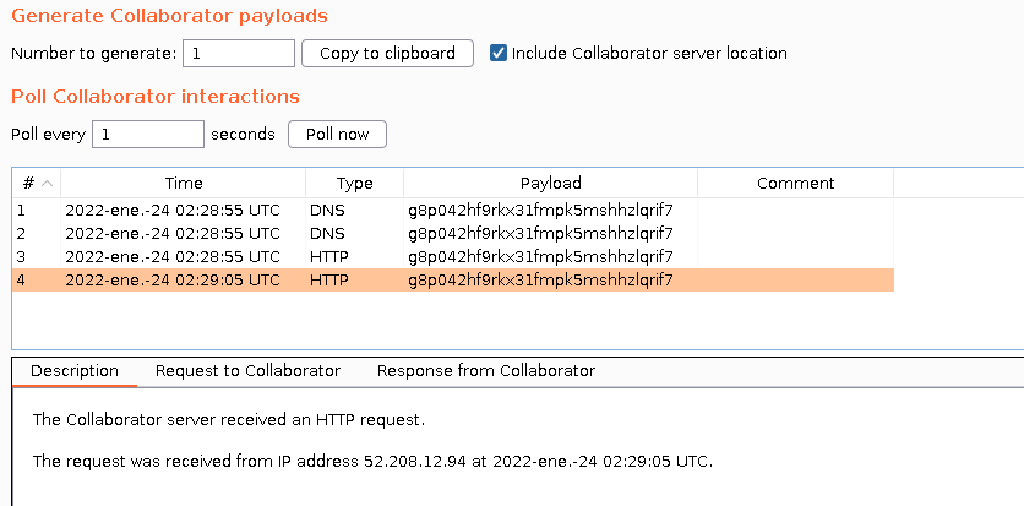 Generate Collaborator payloads
Number to generate: 1 Copy to clipboard Include Collaborator server location
Poll Collaborator interactions
Poll every 1 seconds Poll now
# Time Type Payload Comment
1 2022-ene.-24 02:28:55 UTC DNS g8p042hf9rkx31fmpk5mshhzlqrif7
2 2022-ene.-24 02:28:55 UTC DNS g8p042hf9rkx31fmpk5mshhzlqrif7
3 2022-ene.-24 02:28:55 UTC HTTP g8p042hf9rkx31fmpk5mshhzlqrif7
4 2022-ene.-24 02:29:05 UTC HTTP g8p042hf9rkx31fmpk5mshhzlqrif7
Description Request to Collaborator Response from Collaborator
The Collaborator server received an HTTP request.
The request was received from IP address 52.208.12.94 at 2022-ene.-24 02:29:05 UTC.